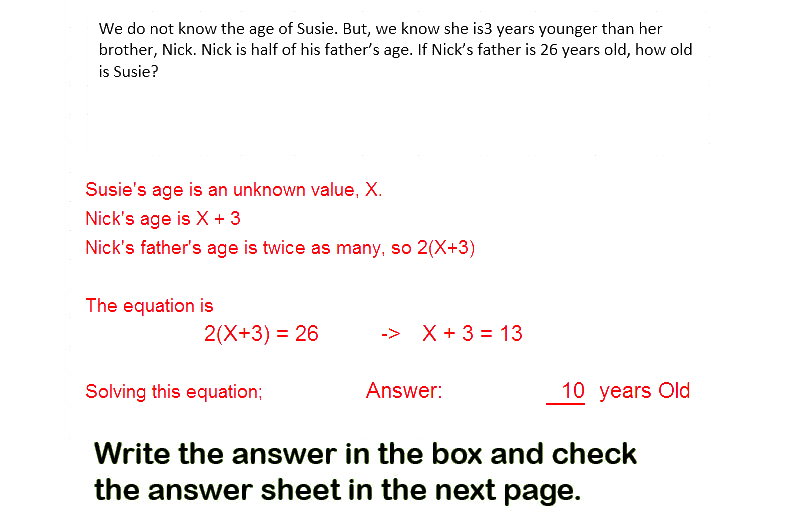 We do not know the age of Susie. But, we know she is3 years younger than her
brother, Nick. Nick is half of his father’s age. If Nick’s father is 26 years old, how old
is Susie?
Susie's age is an unknown value, X.
Nick's age is X + 3
Nick's father's age is twice as many, so 2(X+3)
The equation is
2(X+3) = 26 -> X + 3 = 13
Solving this equation; Answer: 10 years Old
Write the answer in the box and check
the answer sheet in the next page.